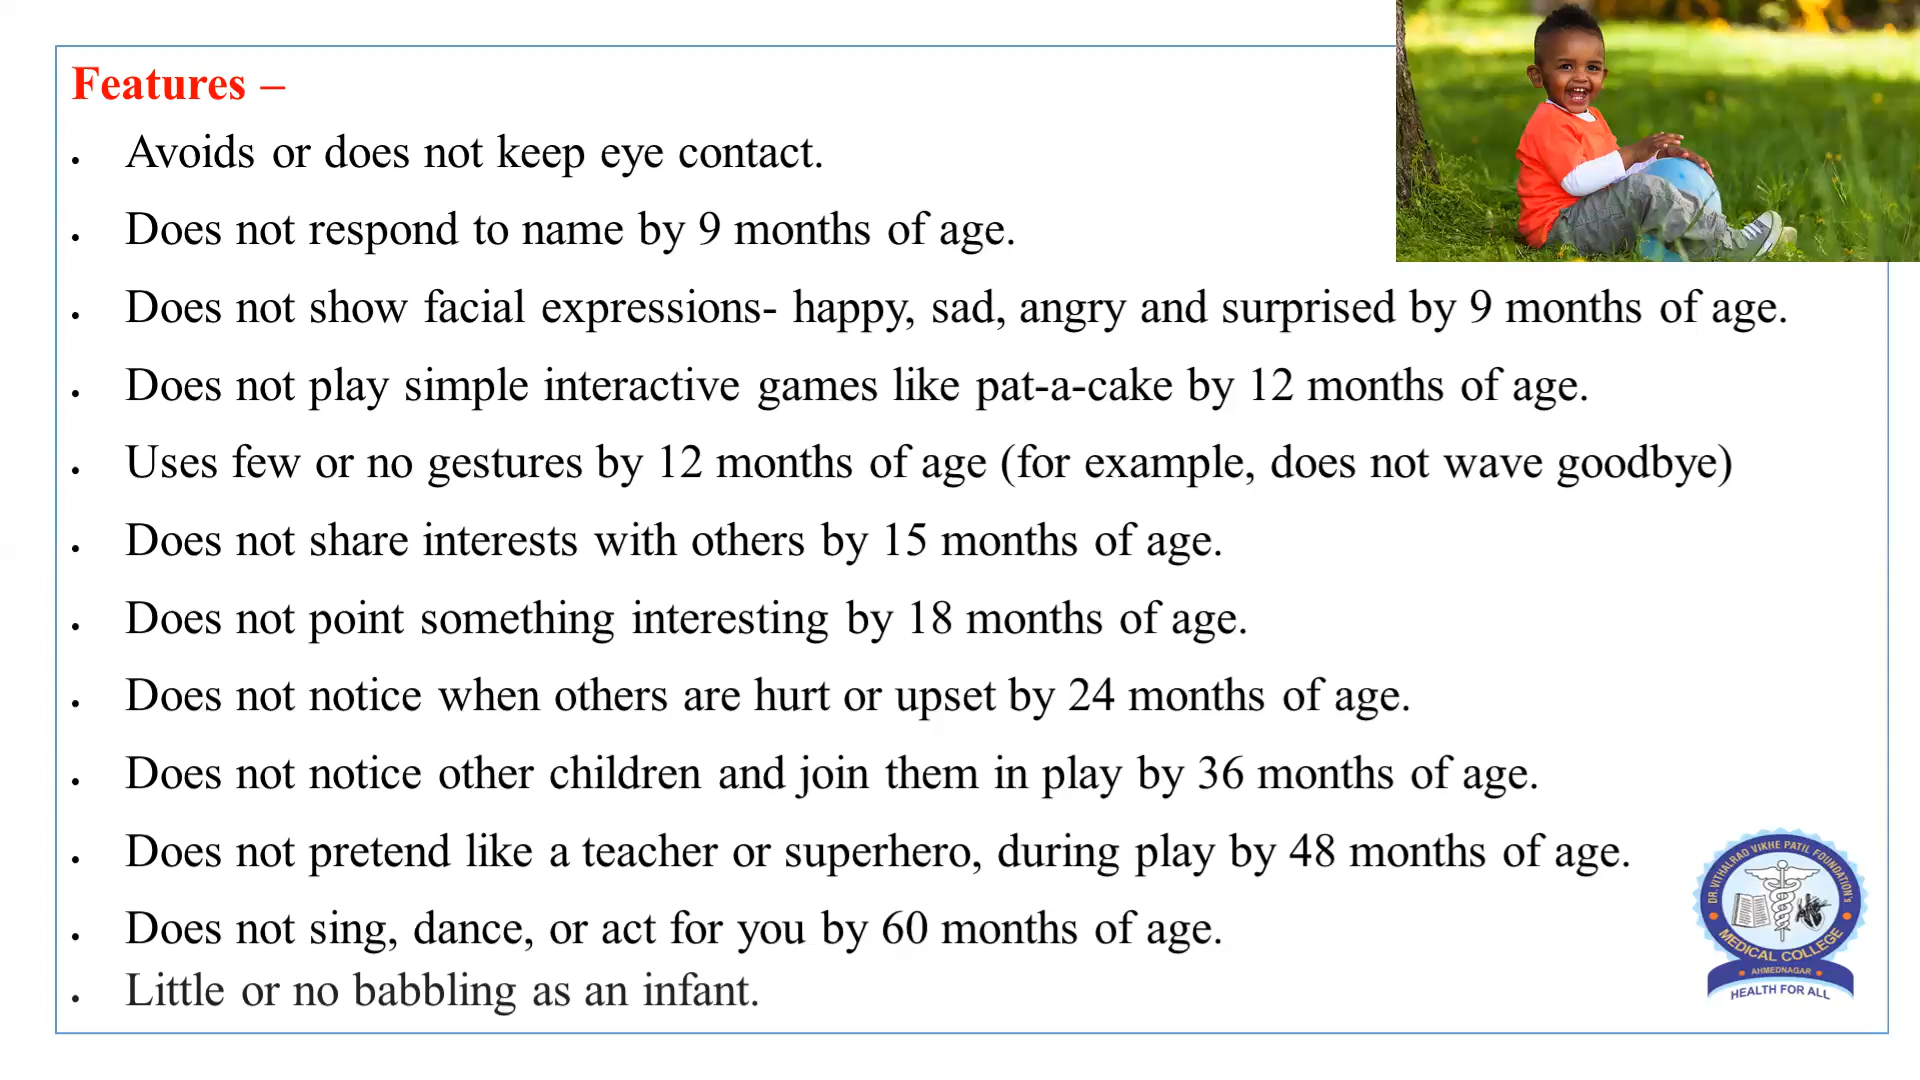 Features –
• Avoids or does not keep eye contact.
• Does not respond to name by 9 months of age.
• Does not show facial expressions- happy, sad, angry and surprised by 9 months of age.
• Does not play simple interactive games like pat-a-cake by 12 months of age.
• Uses few or no gestures by 12 months of age (for example, does not wave goodbye)
• Does not share interests with others by 15 months of age.
• Does not point something interesting by 18 months of age.
• Does not notice when others are hurt or upset by 24 months of age.
• Does not notice other children and join them in play by 36 months of age.
• Does not pretend like a teacher or superhero, during play by 48 months of age.
• Does not sing, dance, or act for you by 60 months of age.
• Little or no babbling as an infant.
DR. VITHALRAO VIKHE PATIL FOUNDATION's
MEDICAL COLLEGE
AHMEDNAGAR
HEALTH FOR ALL